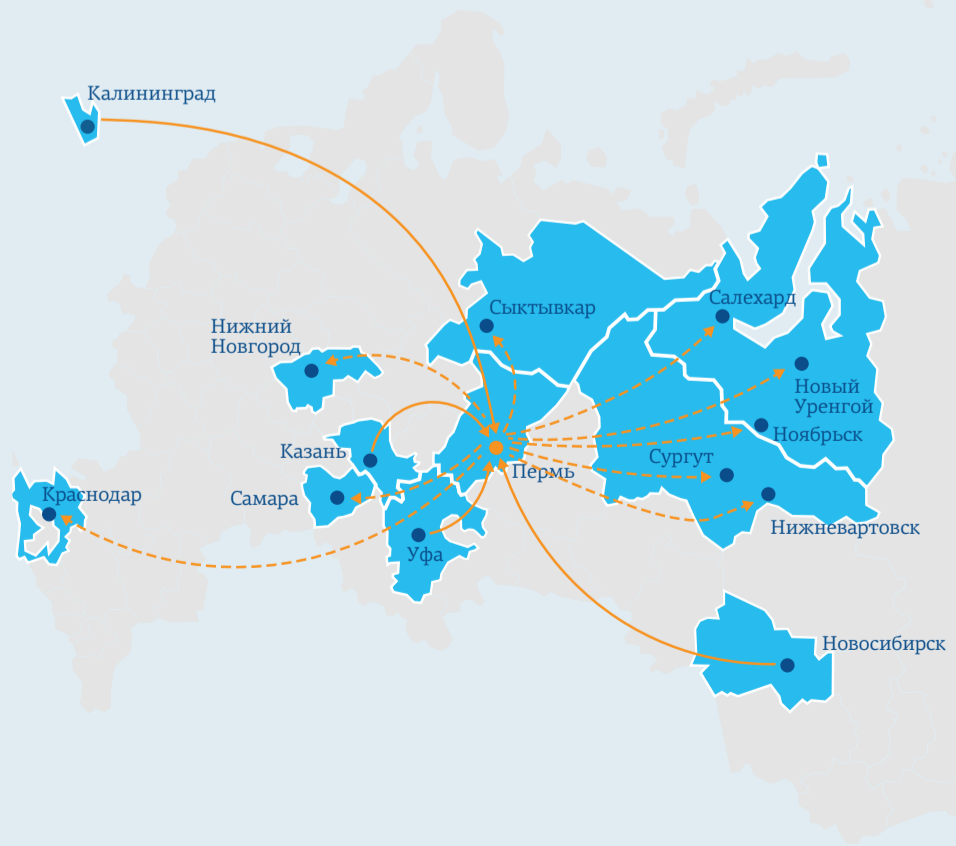 Калининград
Сыктывкар
Салехард
Нижний
Новгород
Новый
Уренгой
Ноябрьск
Казань
Сургут
Пермь
Краснодар
Самара
Нижневартовск
Уфа
Новосибирск